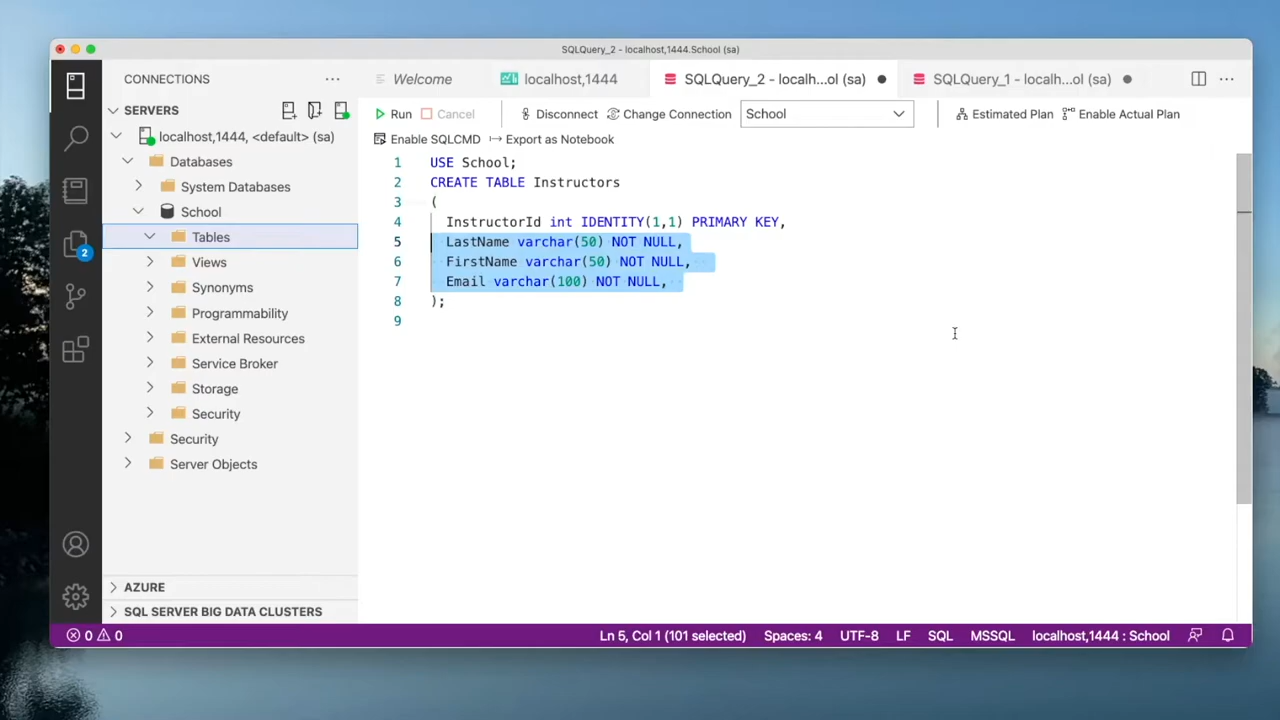 SQLQuery_2 - localhost,1444.School (sa)
CONNECTIONS
Welcome
localhost,1444
SQLQuery_2 - localh...ol (sa)
SQLQuery_1 - localh...ol (sa)
SERVERS
Run
Cancel
Disconnect
Change Connection
School
Estimated Plan
Enable Actual Plan
Enable SQLCMD
Export as Notebook
localhost,1444, <default> (sa)
Databases
System Databases
School
Tables
Views
Synonyms
Programmability
External Resources
Service Broker
Storage
Security
Security
Server Objects
2
AZURE
SQL SERVER BIG DATA CLUSTERS
1 USE School;
2 CREATE TABLE Instructors
3 (
4 InstructorId int IDENTITY(1,1) PRIMARY KEY,
5 LastName varchar(50) NOT NULL,
6 FirstName varchar(50) NOT NULL,
7 Email varchar(100) NOT NULL,
8 );
9
0 0
Ln 5, Col 1 (101 selected)
Spaces: 4
UTF-8
LF
SQL
MSSQL
localhost,1444 : School